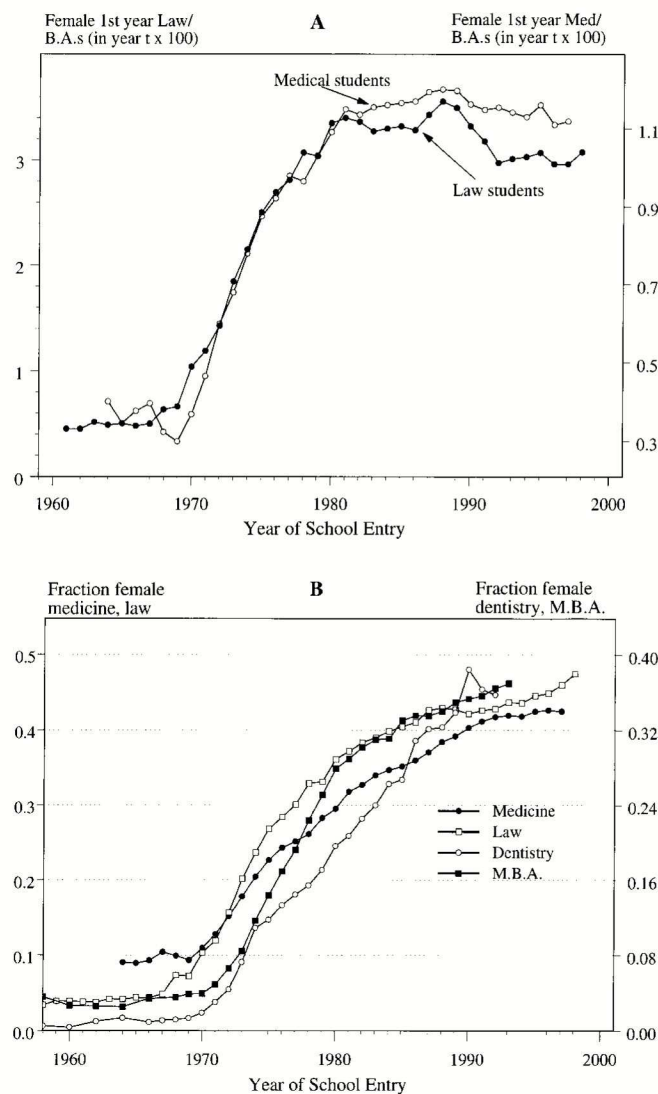 Female 1st year Law/
B.A.s (in year t x 100)
A
Female 1st year Med/
B.A.s (in year t x 100)
Medical students
Law students
3
2
1
0
1.1
0.9
0.7
0.5
0.3
1960 1970 1980 1990 2000
Year of School Entry
Fraction female
medicine, law
B
Fraction female
dentistry, M.B.A.
0.5
0.4
0.3
0.2
0.1
0.0
0.40
0.32
0.24
0.16
0.08
0.00
Medicine
Law
Dentistry
M.B.A.
1960 1970 1980 1990 2000
Year of School Entry